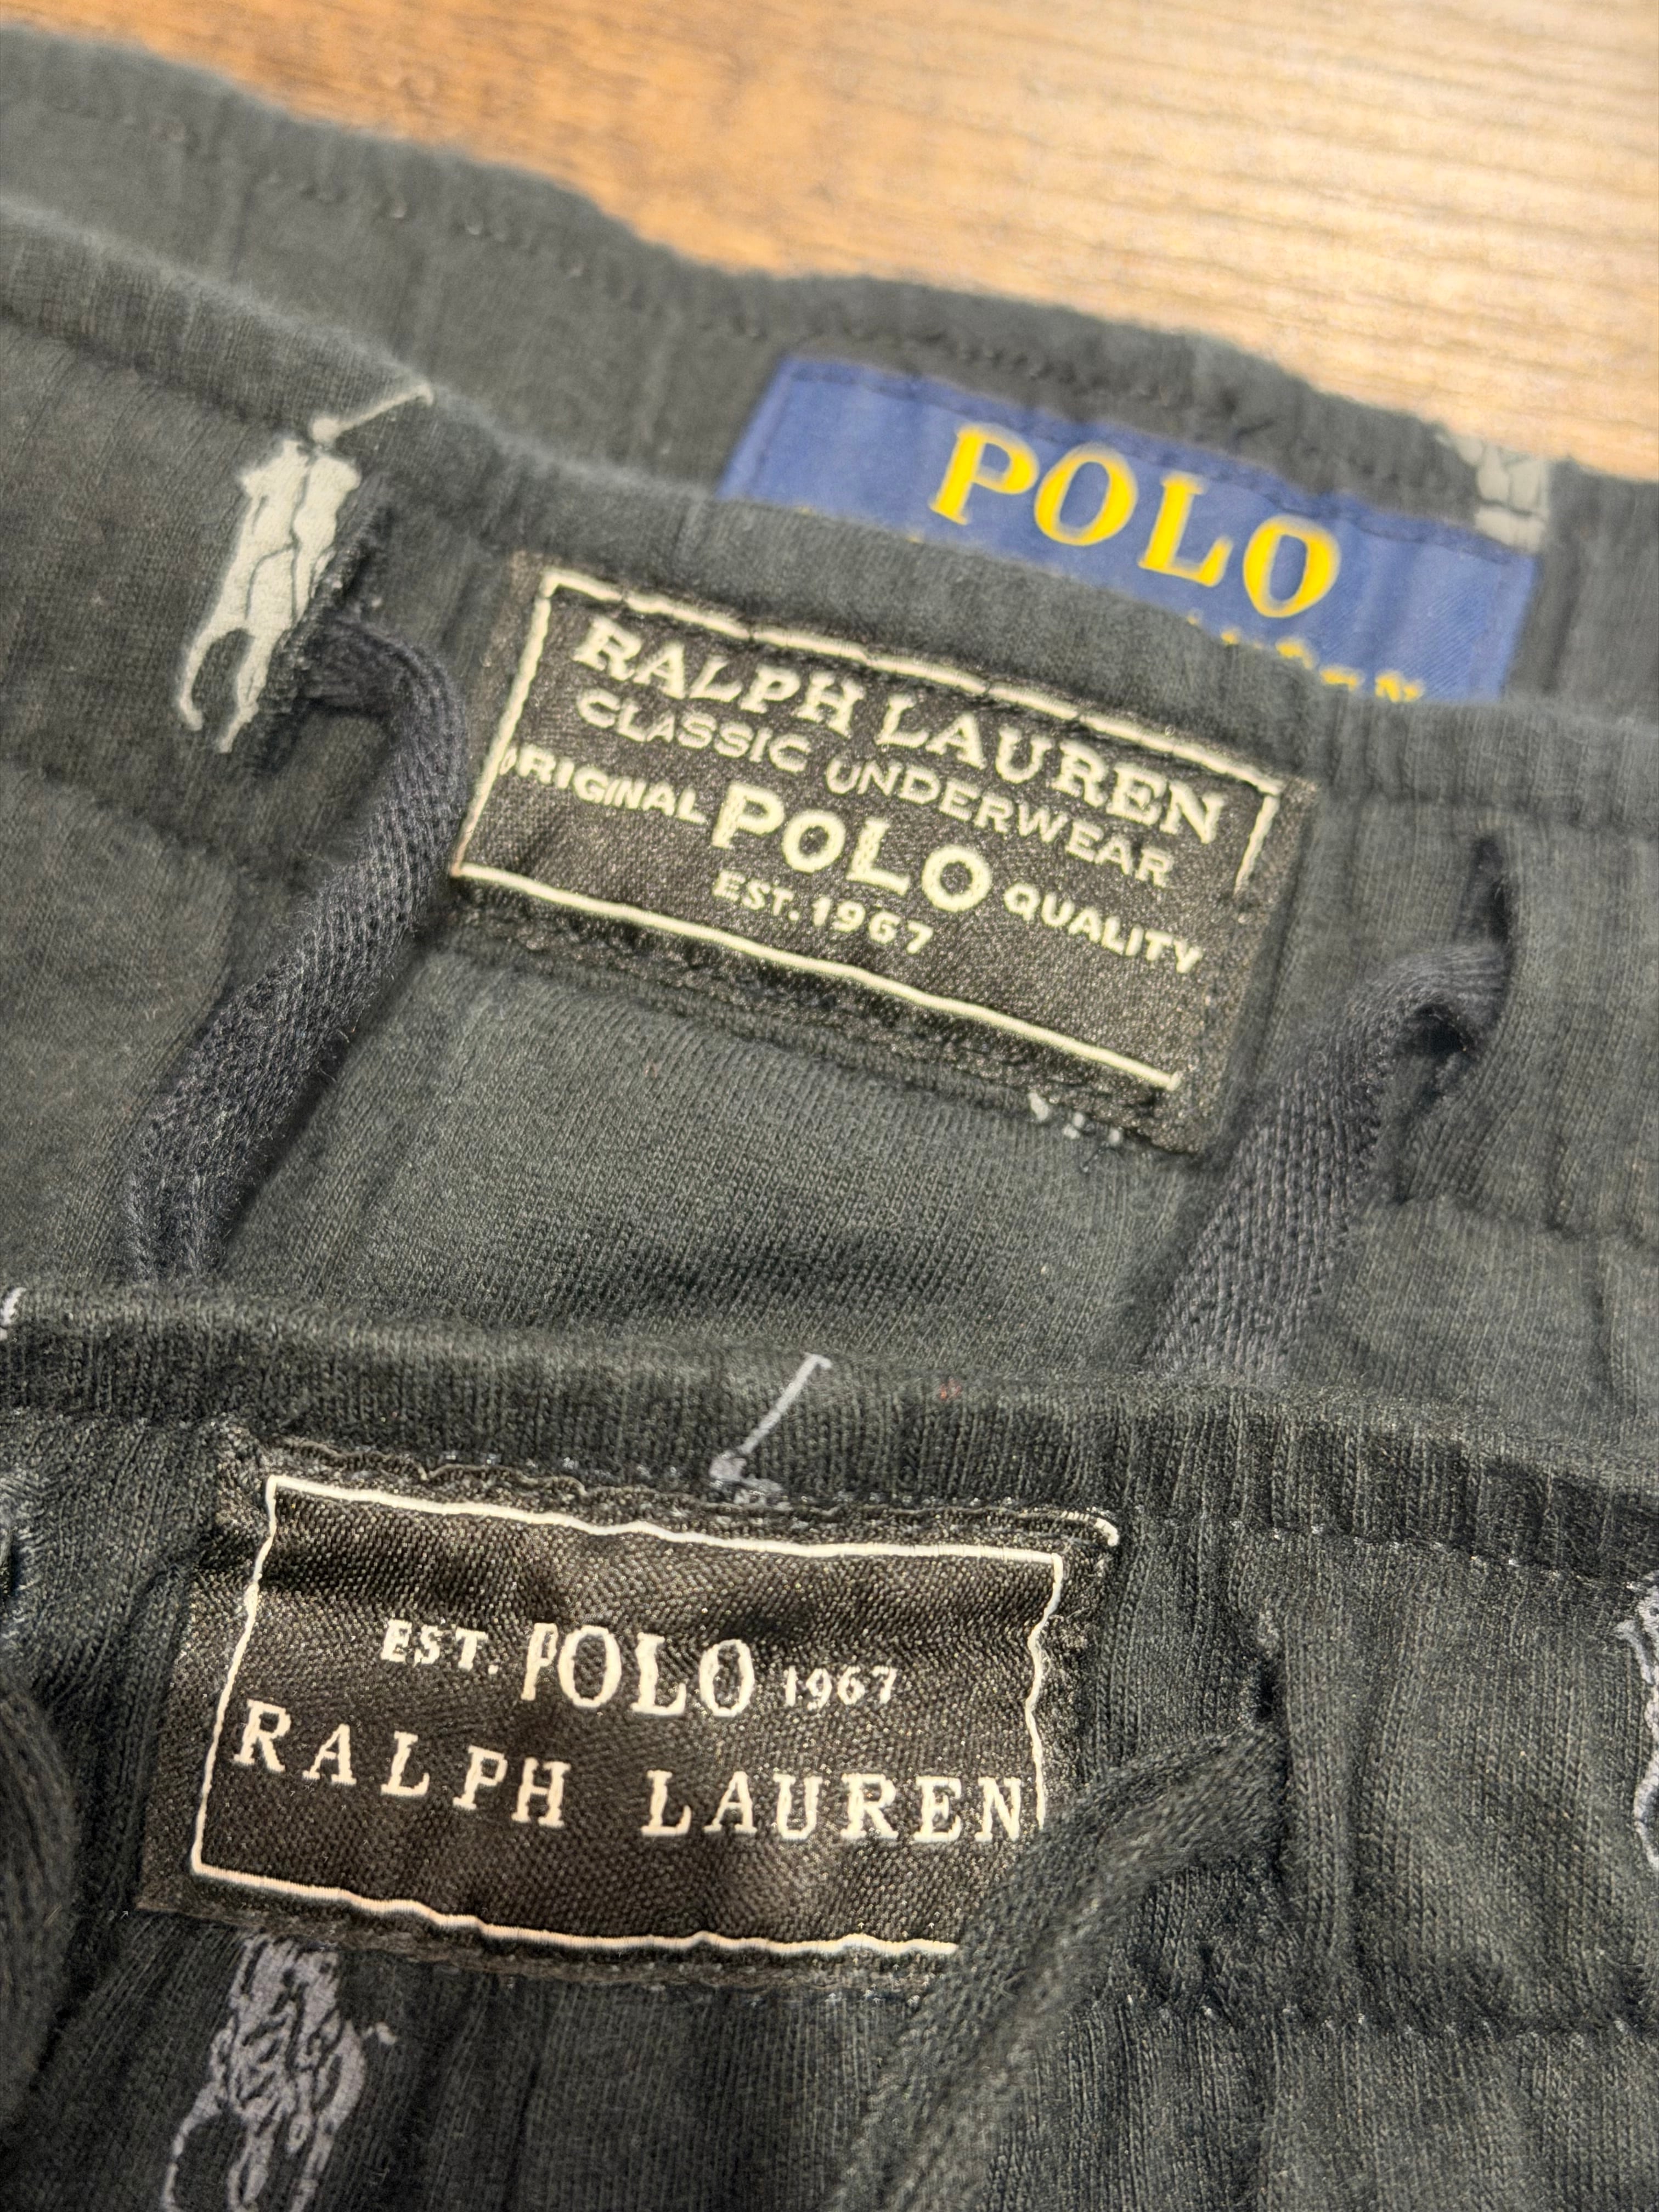 POLO
RALPH LAUREN
CLASSIC UNDERWEAR
ORIGINAL POLO QUALITY
EST. 1967
EST. POLO 1967
RALPH LAUREN